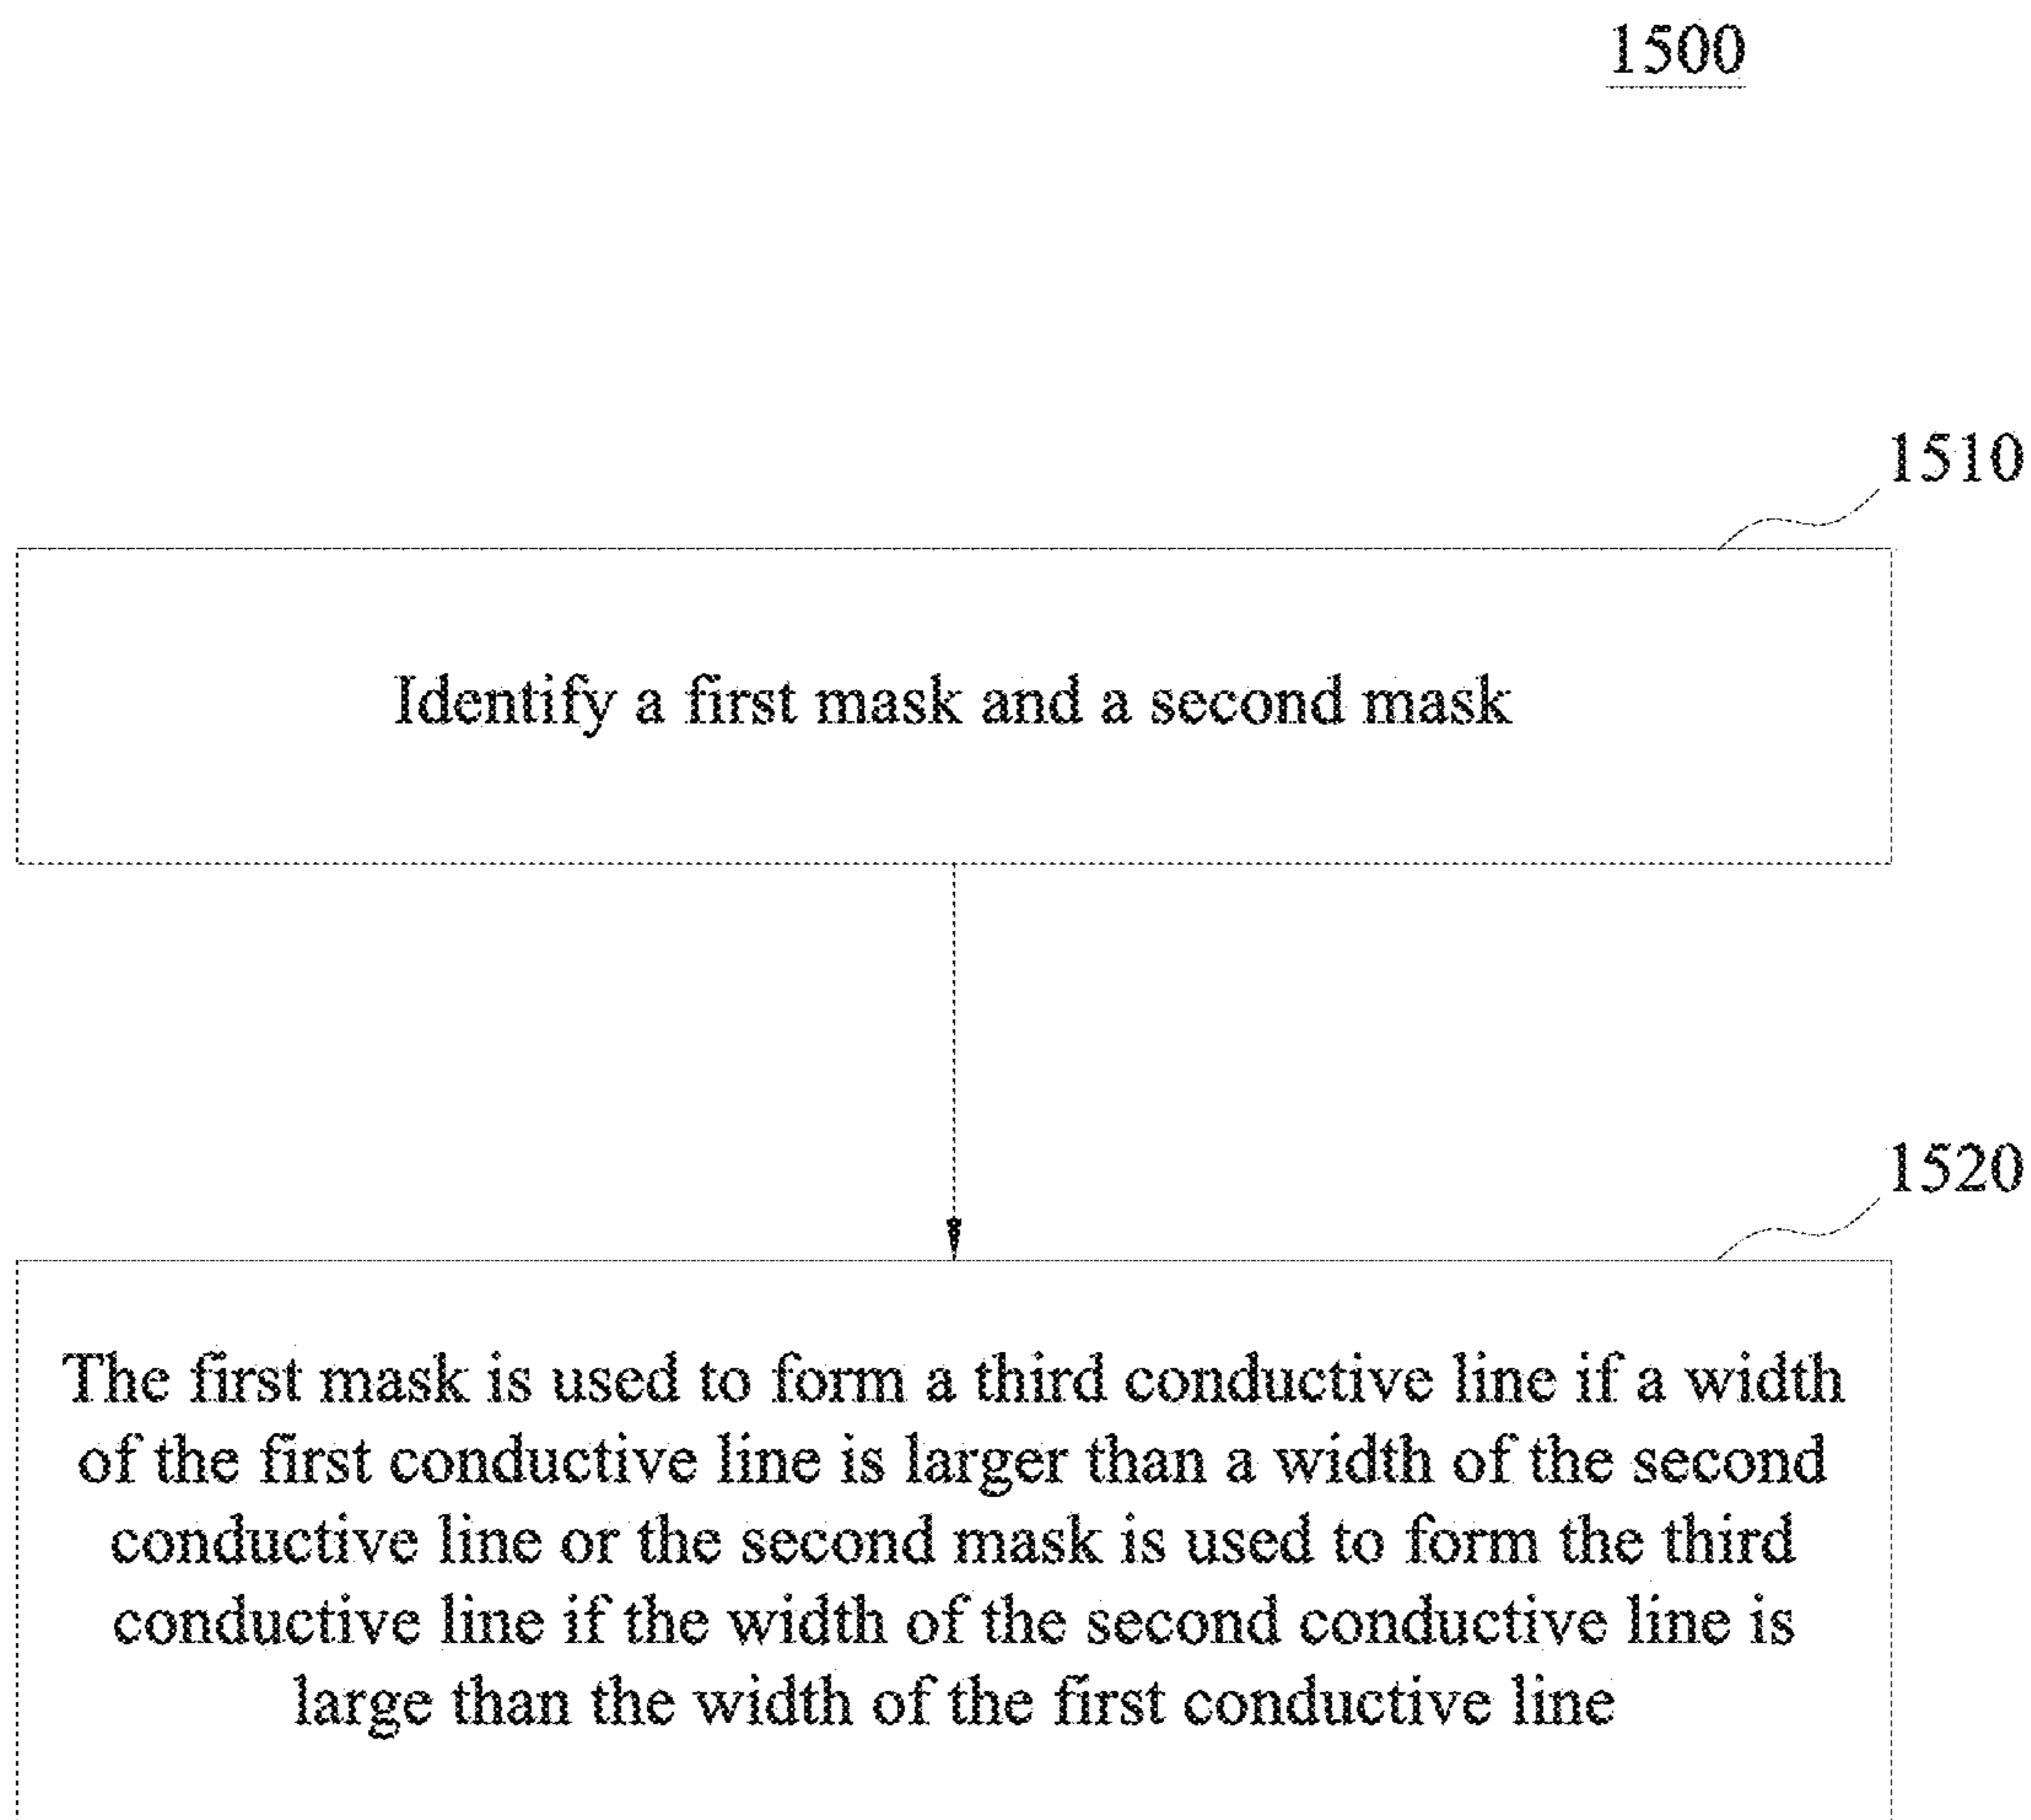 1500
1510
Identify a first mask and a second mask
1520
The first mask is used to form a third conductive line if a width
of the first conductive line is larger than a width of the second
conductive line or the second mask is used to form the third
conductive line if the width of the second conductive line is
large than the width of the first conductive line